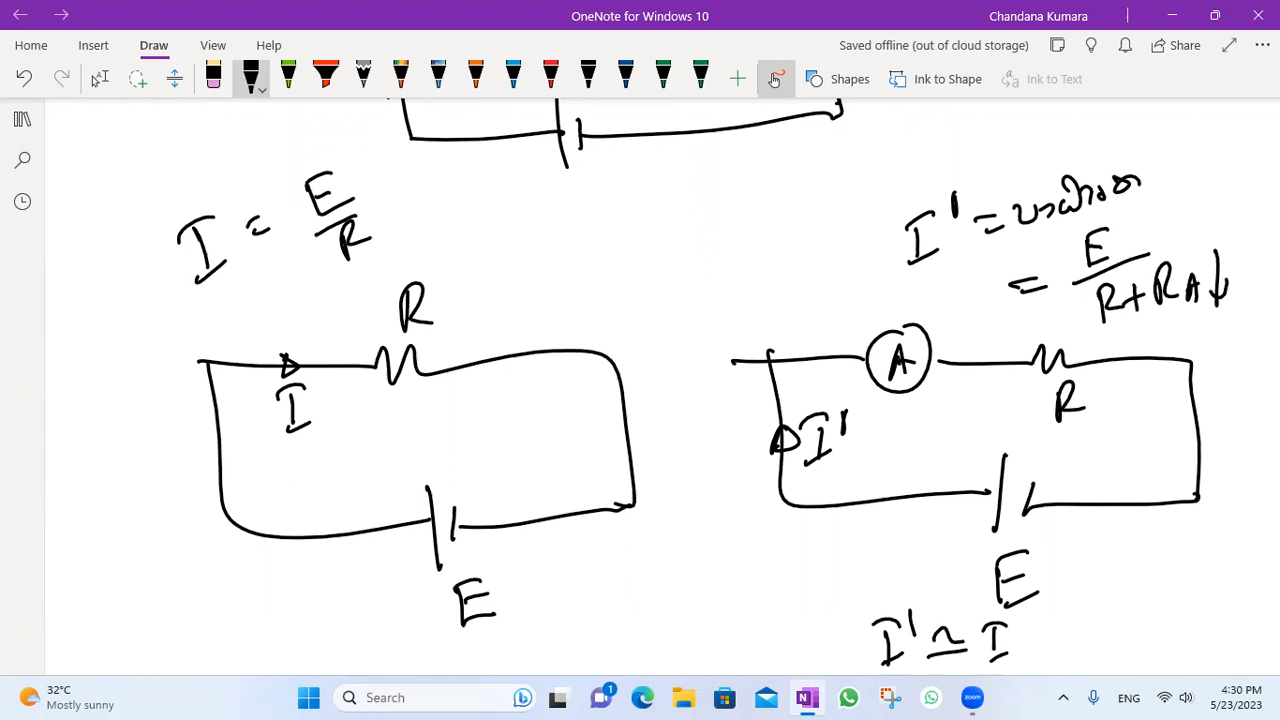 OneNote for Windows 10
Chandana Kumara
Home Insert Draw View Help
Saved offline (out of cloud storage)
Share
Shapes
Ink to Shape
Ink to Text
I = E/R
I' =
= E/(R+RA) ↓
R
I
E
A
R
I'
E
I' ≃ I
32°C
Mostly sunny
Search
1
ENG
4:30 PM
5/23/2023